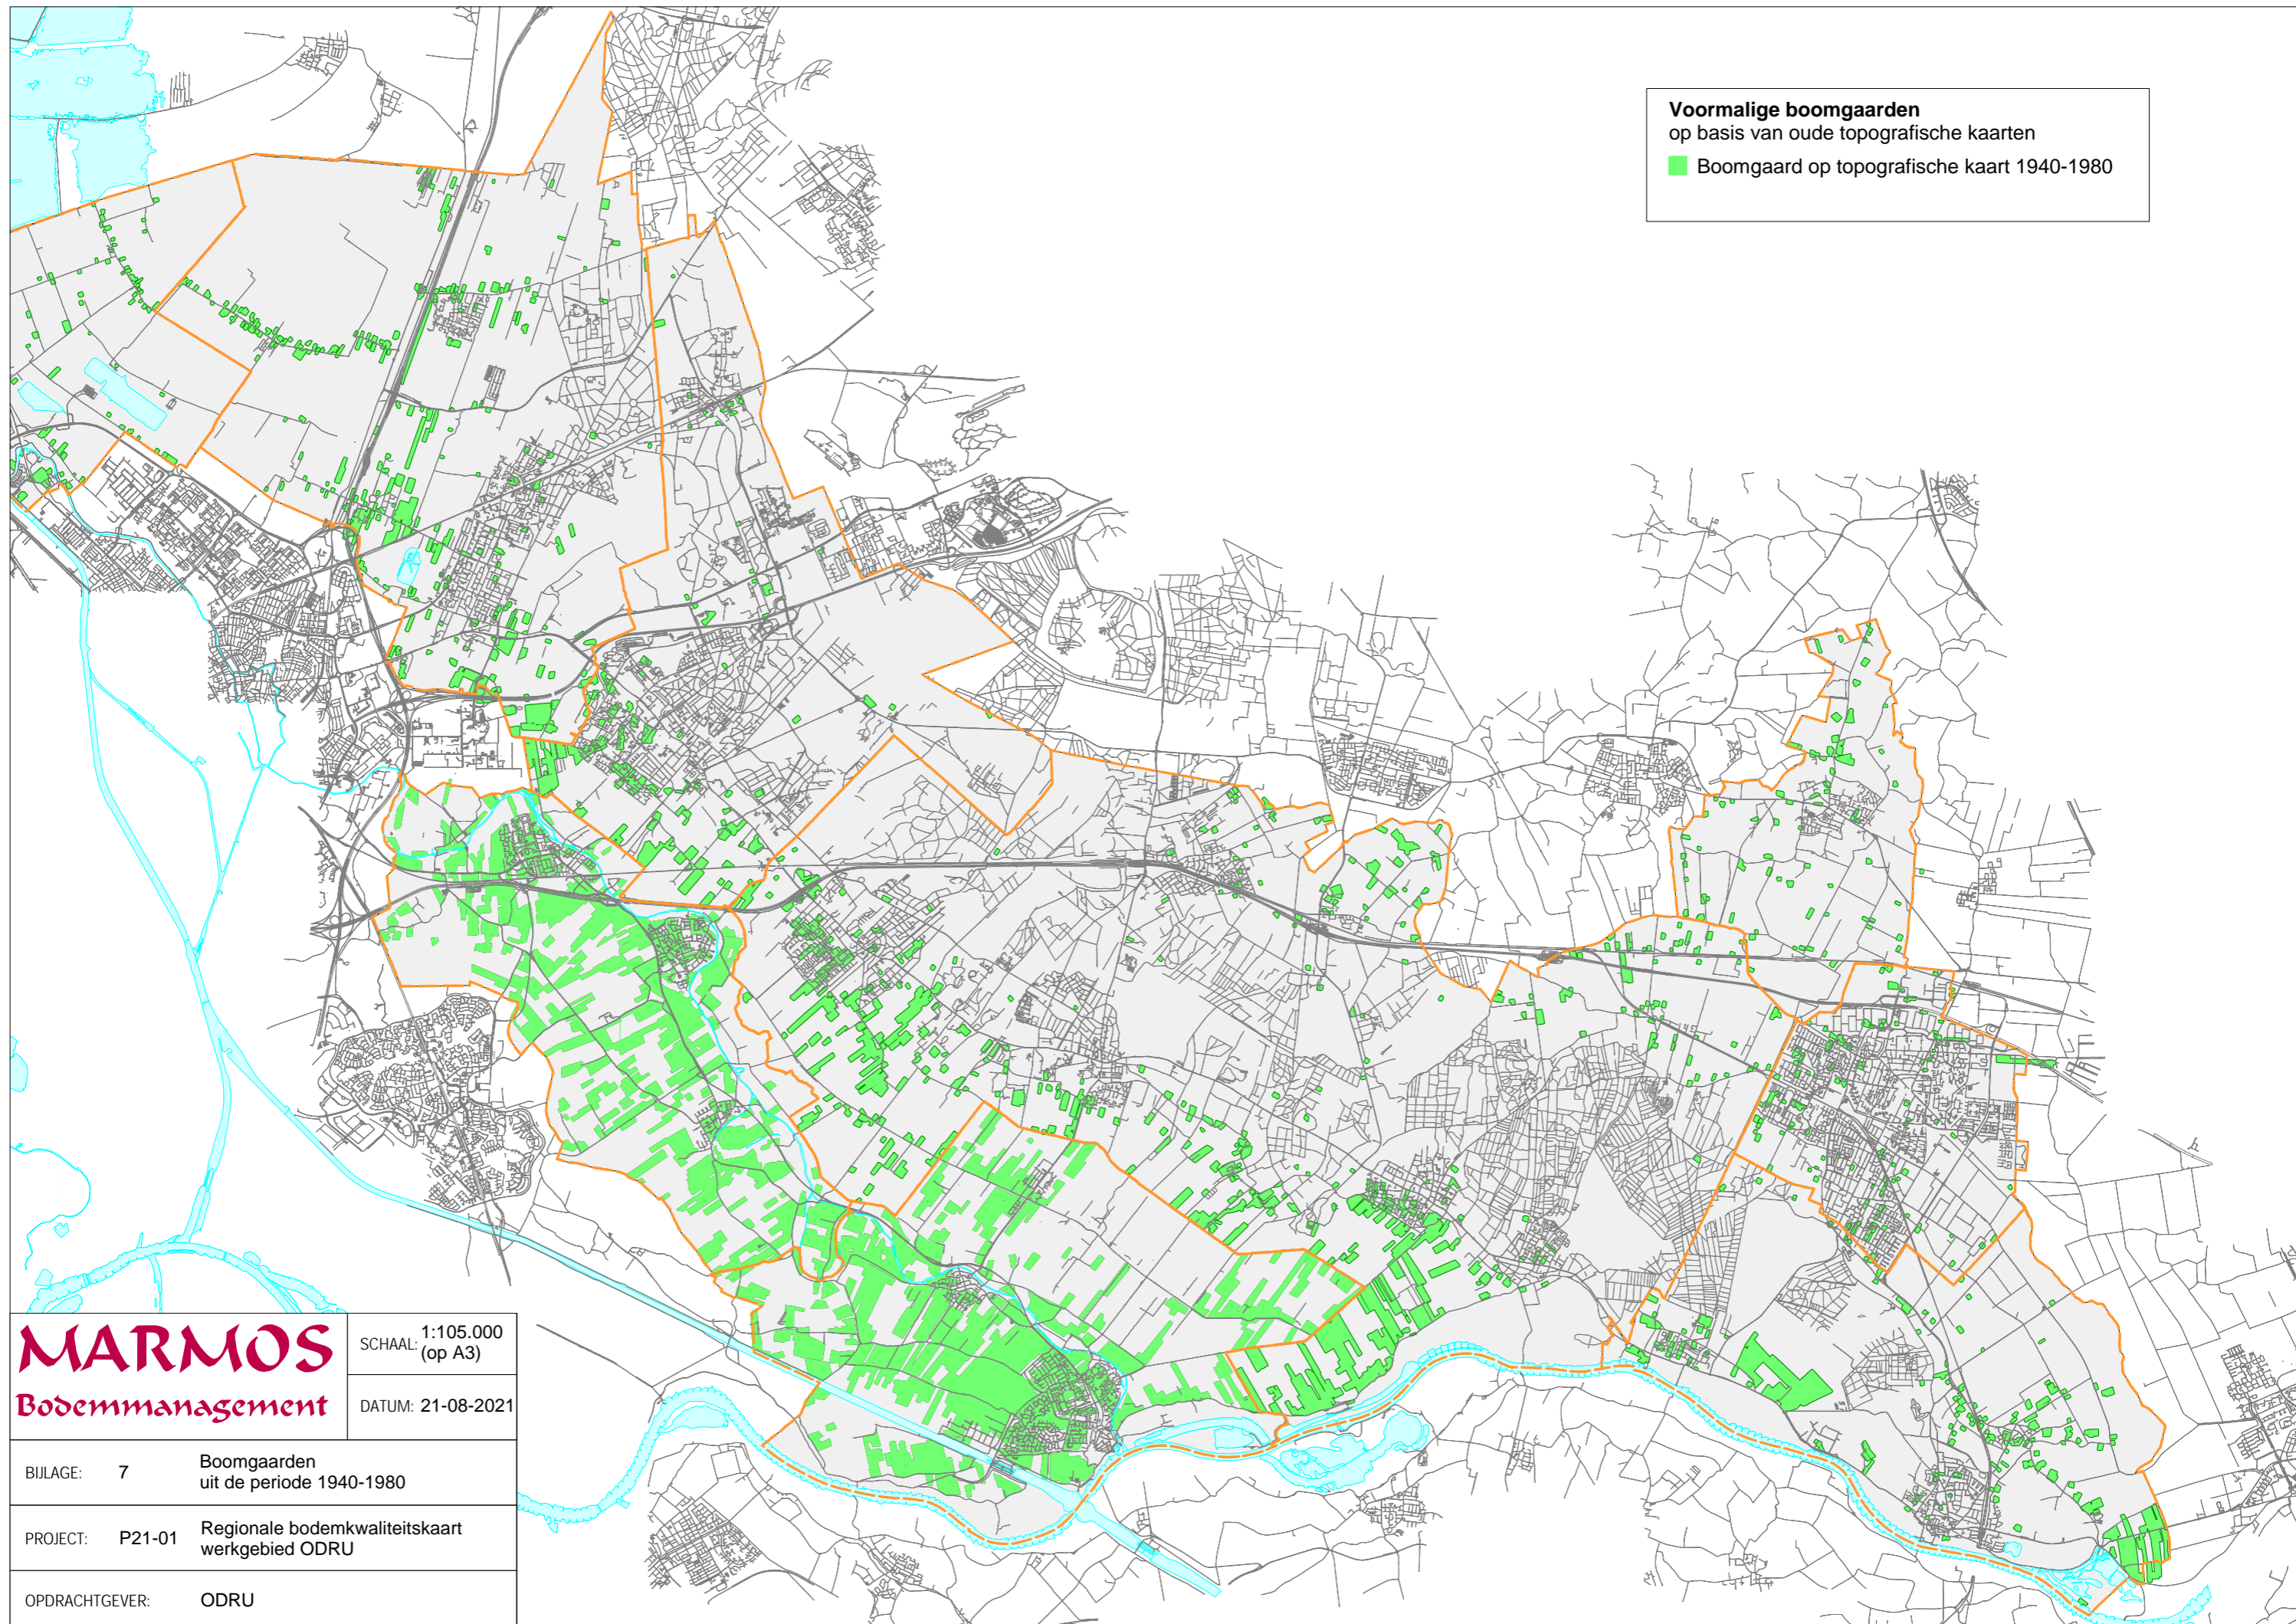 Voormalige boomgaarden
op basis van oude topografische kaarten
Boomgaard op topografische kaart 1940-1980
MARMOS
Bodemmanagement
SCHAAL: 1:105.000
(op A3)
DATUM: 21-08-2021
BIJLAGE: 7 Boomgaarden
uit de periode 1940-1980
PROJECT: P21-01 Regionale bodemkwaliteitskaart
werkgebied ODRU
OPDRACHTGEVER: ODRU